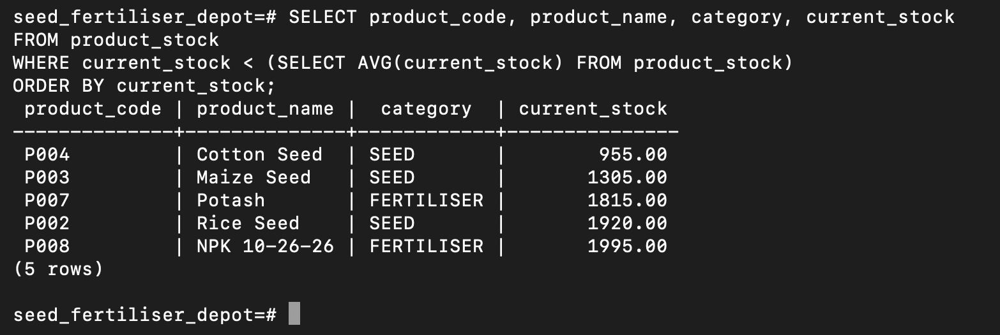 seed_fertiliser_depot=# SELECT product_code, product_name, category, current_stock
FROM product_stock
WHERE current_stock < (SELECT AVG(current_stock) FROM product_stock)
ORDER BY current_stock;
 product_code | product_name |  category  | current_stock
--------------+--------------+------------+---------------
 P004         | Cotton Seed  | SEED       |        955.00
 P003         | Maize Seed   | SEED       |       1305.00
 P007         | Potash       | FERTILISER |       1815.00
 P002         | Rice Seed    | SEED       |       1920.00
 P008         | NPK 10-26-26 | FERTILISER |       1995.00
(5 rows)
seed_fertiliser_depot=#